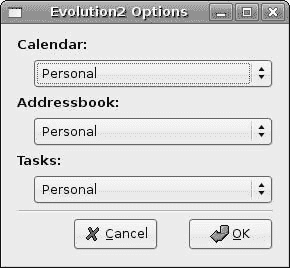 Evolution2 Options
Calendar:
Personal
Addressbook:
Personal
Tasks:
Personal
Cancel
OK